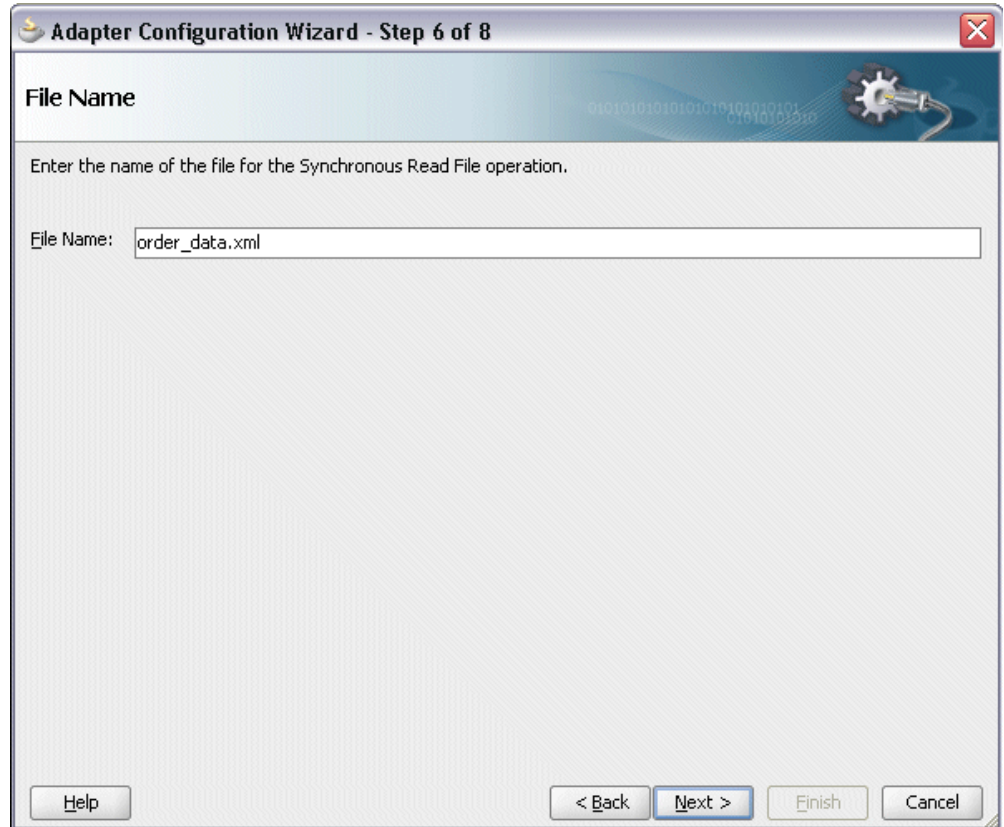 Adapter Configuration Wizard - Step 6 of 8
File Name
Enter the name of the file for the Synchronous Read File operation.
File Name: order_data.xml
Help < Back Next > Finish Cancel